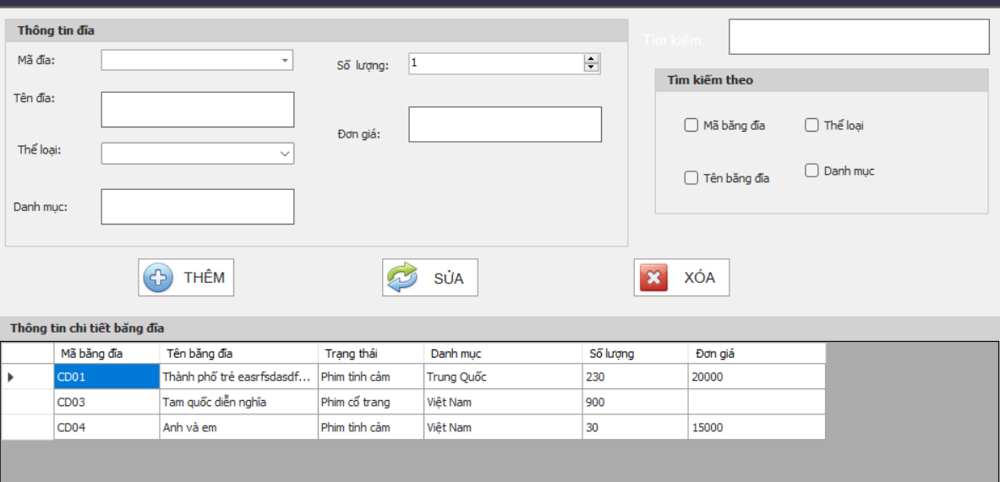 Thông tin đĩa
Mã đĩa:
Số lượng:
1
Tên đĩa:
Đơn giá:
Thể loại:
Danh mục:
Tìm kiếm:
Tìm kiếm theo
Mã băng đĩa
Thể loại
Tên băng đĩa
Danh mục
THÊM
SỬA
XÓA
Thông tin chi tiết băng đĩa
Mã băng đĩa Tên băng đĩa Trạng thái Danh mục Số lượng Đơn giá
CD01 Thành phố trẻ easrfsdasdf... Phim tình cảm Trung Quốc 230 20000
CD03 Tam quốc diễn nghĩa Phim cổ trang Việt Nam 900
CD04 Anh và em Phim tình cảm Việt Nam 30 15000